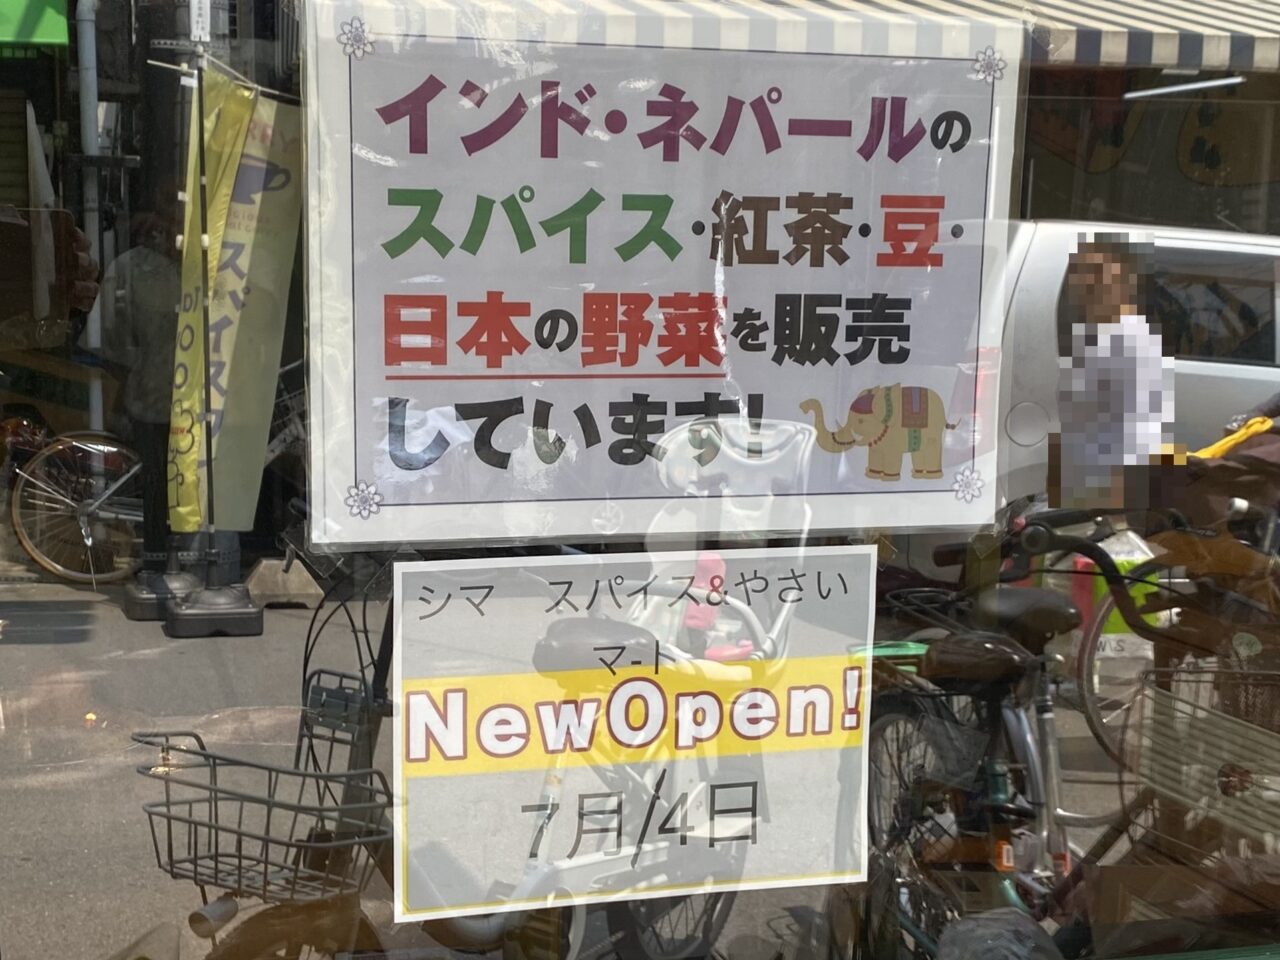 インド・ネパールの
スパイス・紅茶・豆・
日本の野菜を販売
しています!
シマ スパイス&やさい
マート
NewOpen!
7月/4日